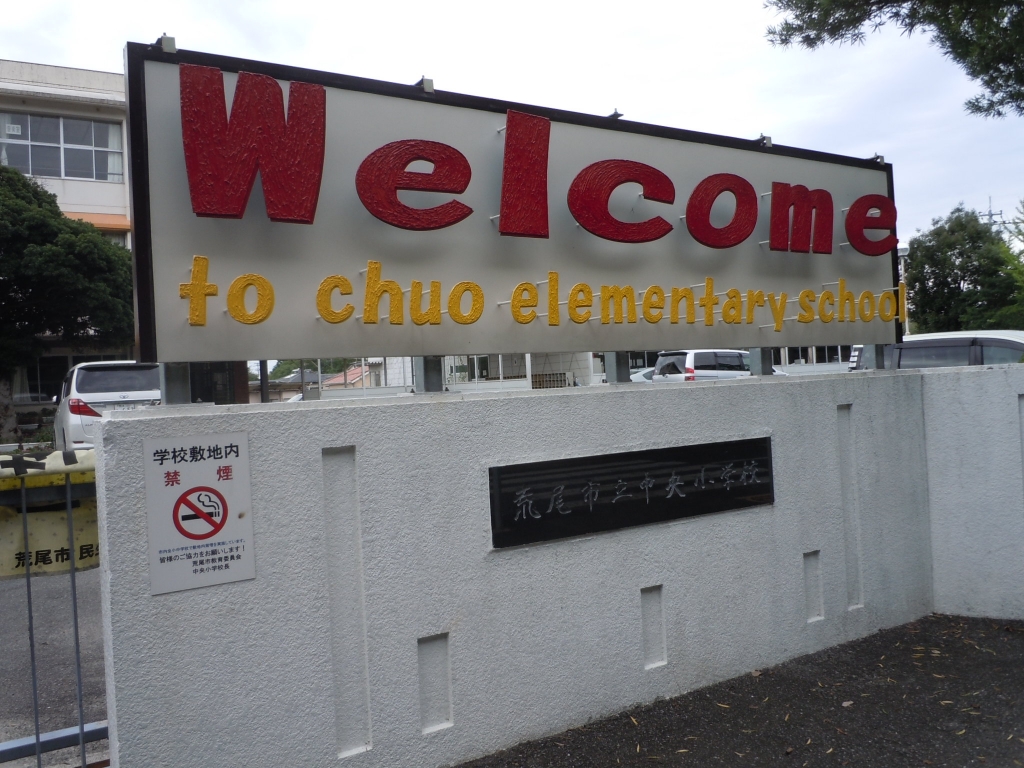 Welcome
to chuo elementary school
荒尾市立中央小学校
学校敷地内
禁 煙
皆様のご協力をお願いします!
荒尾市教育委員会
中央小学校長
荒尾市 民